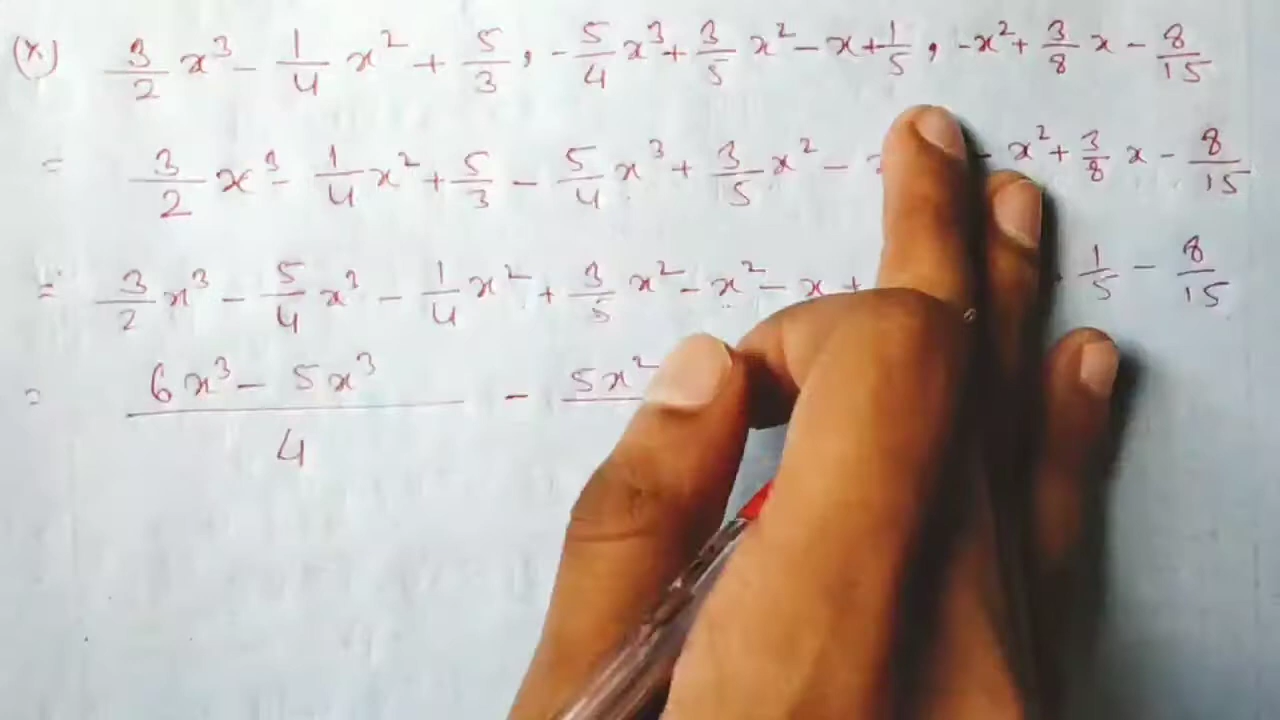 (x) 3/2 x³ - 1/4 x² + 5/3 , - 5/4 x³ + 3/5 x² - x + 1/5 , - x² + 3/8 x - 8/15
= 3/2 x³ - 1/4 x² + 5/3 - 5/4 x³ + 3/5 x² - - x² + 3/8 x - 8/15
= 3/2 x³ - 5/4 x³ - 1/4 x² + 3/5 x² - x² - x + 1/5 - 8/15
= 6x³ - 5x³ / 4 - 5x²